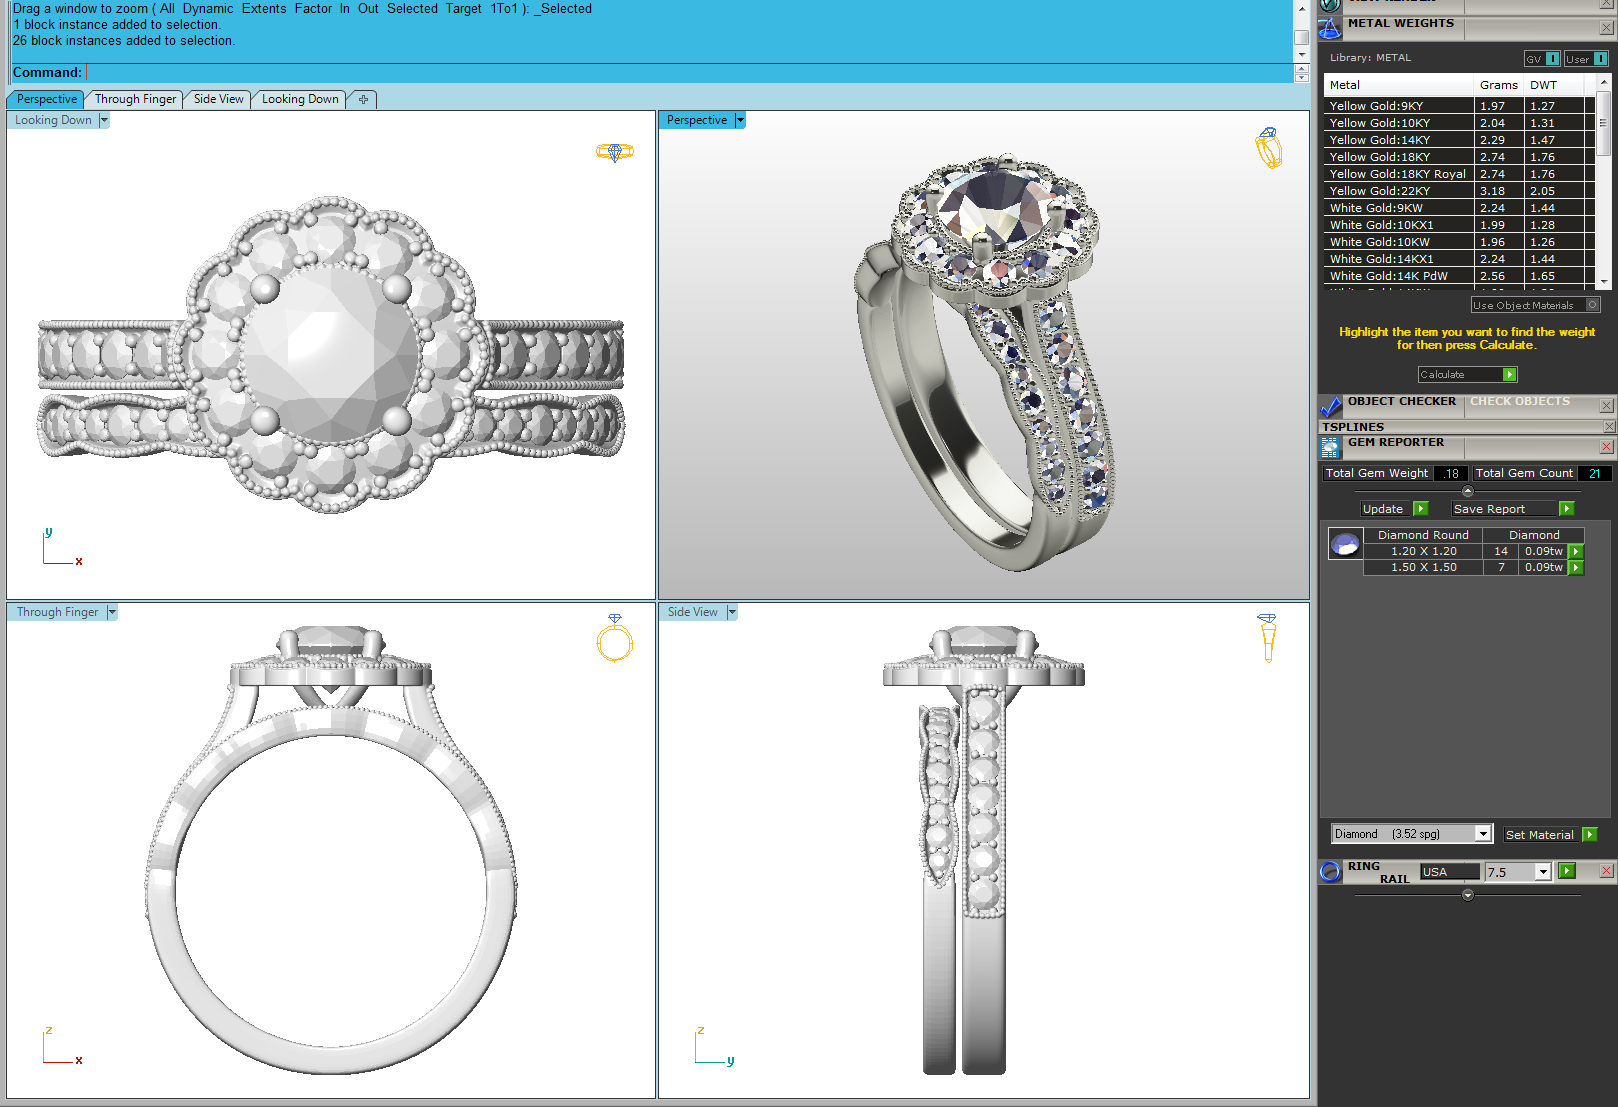 Drag a window to zoom ( All Dynamic Extents Factor In Out Selected Target 1To1 ): _Selected
1 block instance added to selection.
26 block instances added to selection.
Command:
Perspective Through Finger Side View Looking Down
Looking Down
Perspective
Through Finger
Side View
y
x
z
x
z
y
METAL WEIGHTS
Library: METAL GV I User I
Metal Grams DWT
Yellow Gold:9KY 1.97 1.27
Yellow Gold:10KY 2.04 1.31
Yellow Gold:14KY 2.29 1.47
Yellow Gold:18KY 2.74 1.76
Yellow Gold:18KY Royal 2.74 1.76
Yellow Gold:22KY 3.18 2.05
White Gold:9KW 2.24 1.44
White Gold:10KX1 1.99 1.28
White Gold:10KW 1.96 1.26
White Gold:14KX1 2.24 1.44
White Gold:14K PdW 2.56 1.65
Use Object Materials O
Highlight the item you want to find the weight
for then press Calculate.
Calculate
OBJECT CHECKER CHECK OBJECTS
TSPLINES
GEM REPORTER
Total Gem Weight .18 Total Gem Count 21
Update Save Report
Diamond Round Diamond
1.20 X 1.20 14 0.09tw
1.50 X 1.50 7 0.09tw
Diamond (3.52 spg) Set Material
RING RAIL USA 7.5